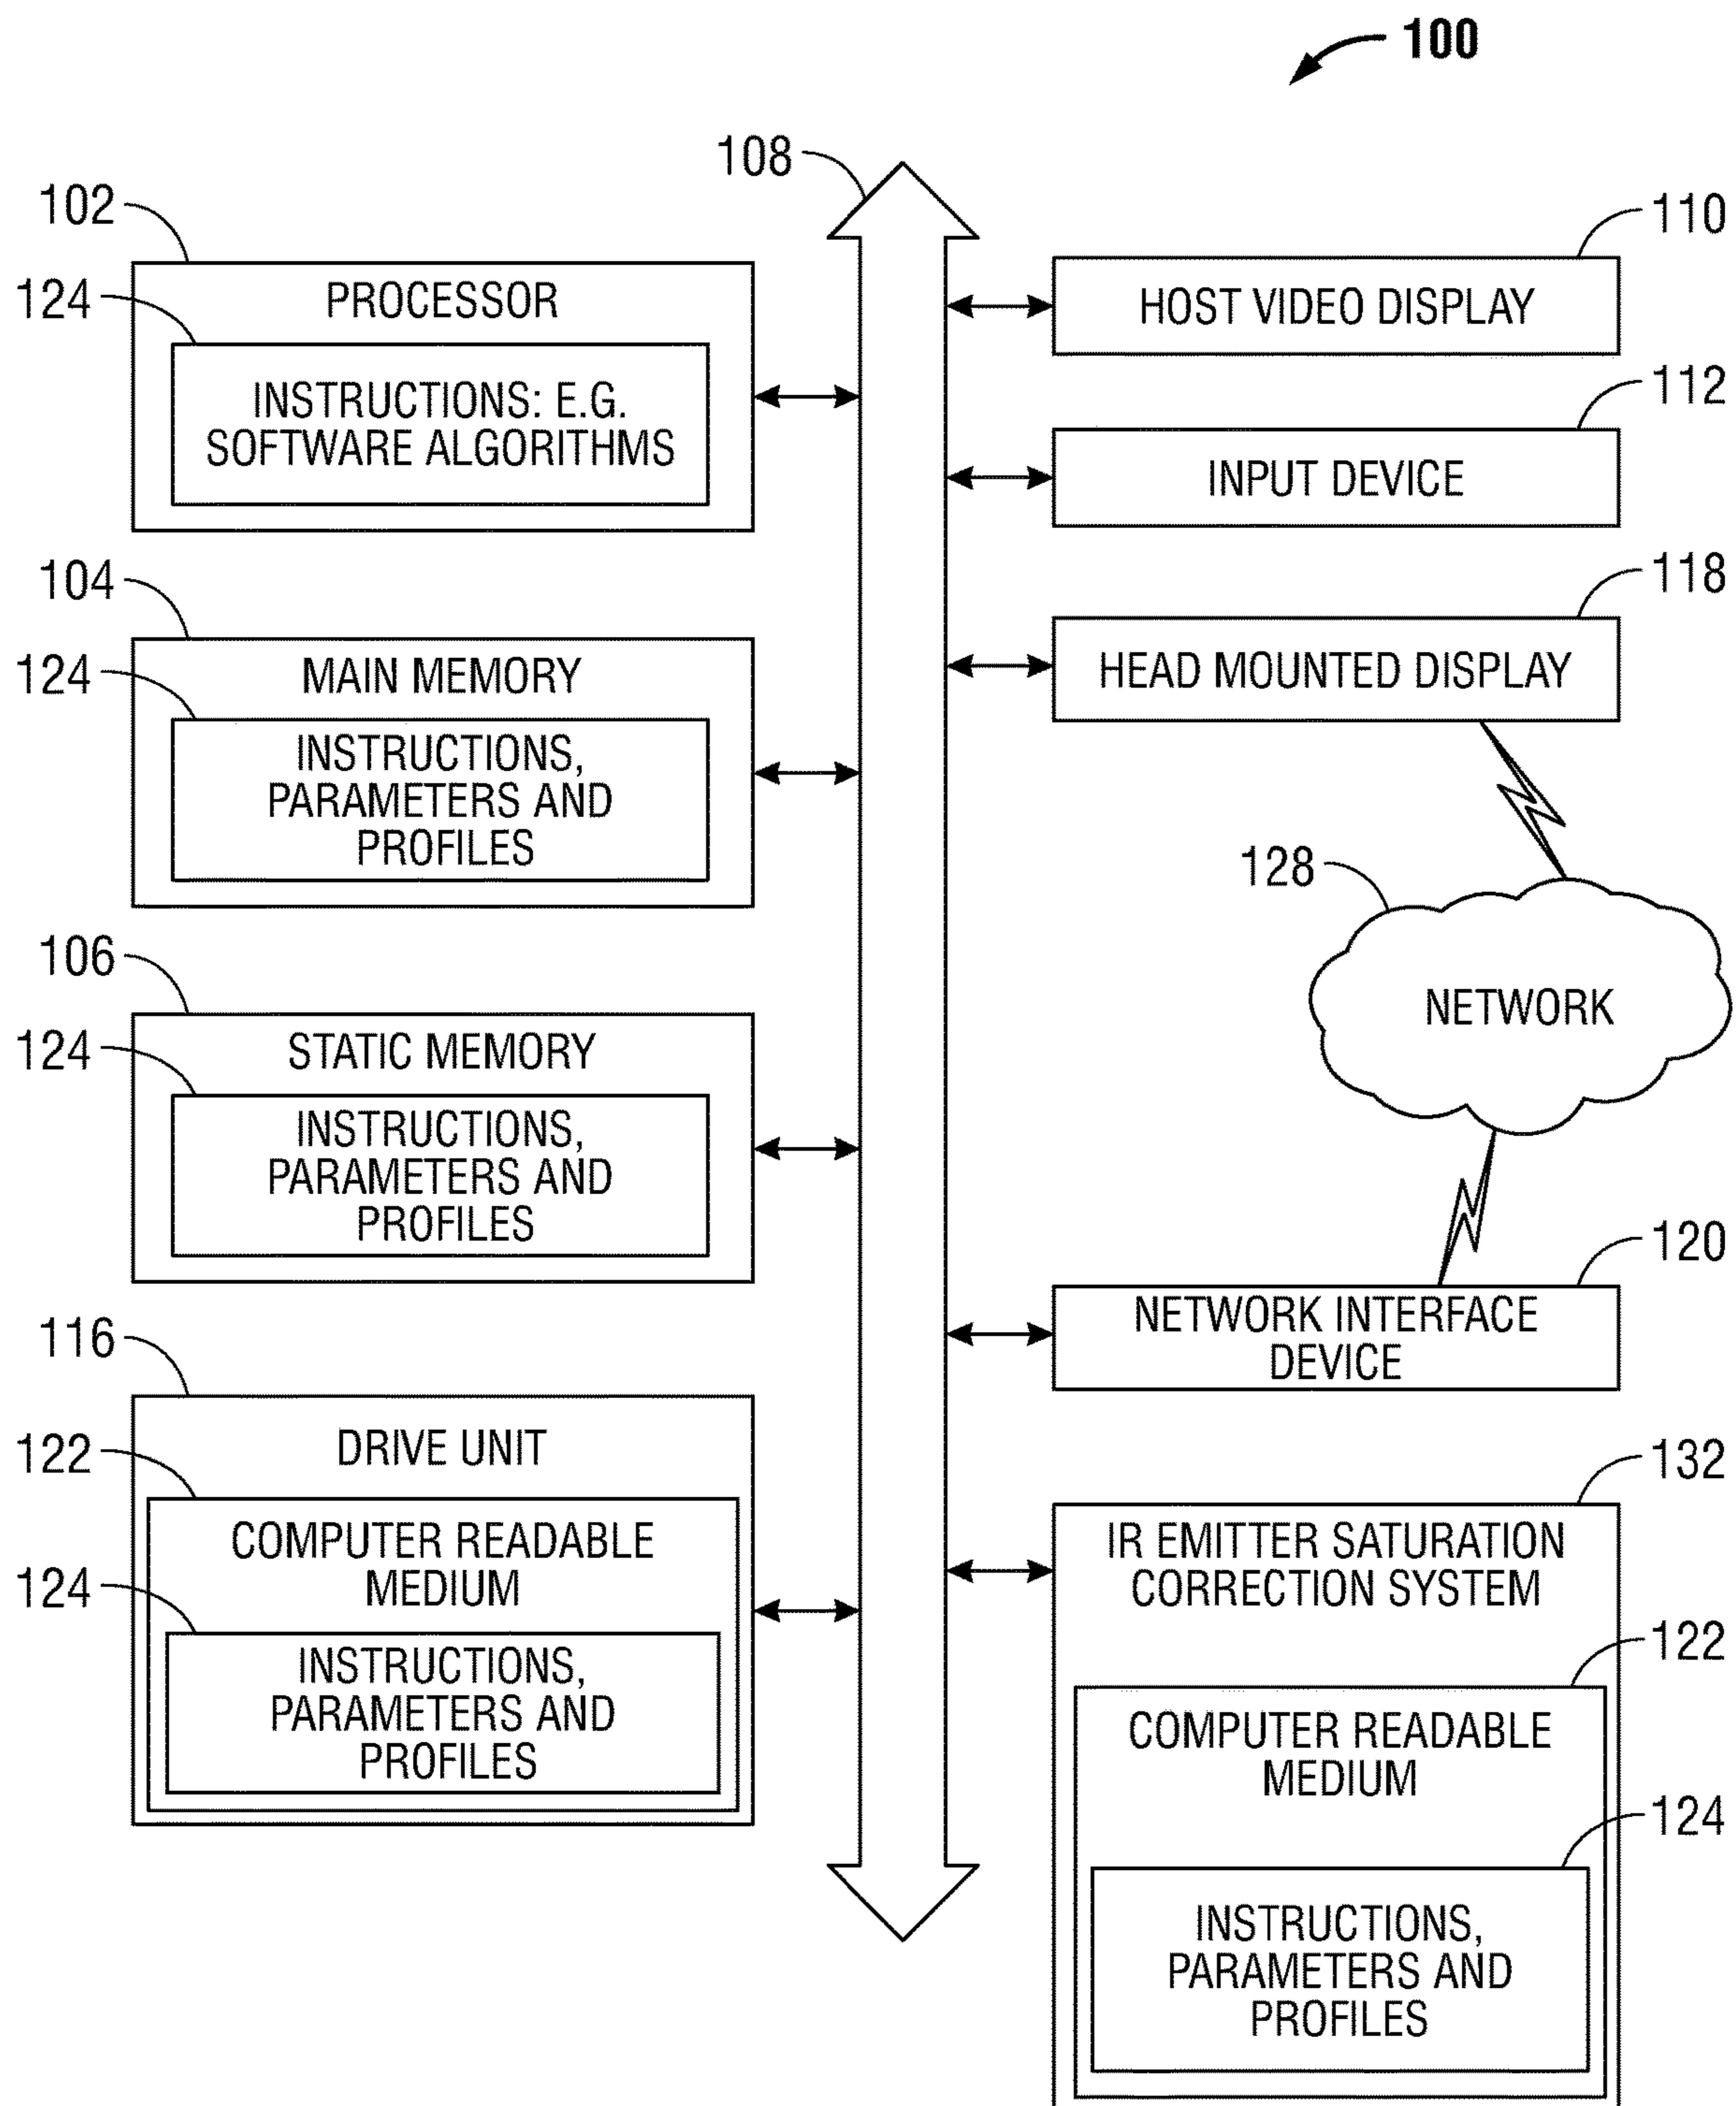 100
108
102
124
PROCESSOR
INSTRUCTIONS: E.G.
SOFTWARE ALGORITHMS
104
124
MAIN MEMORY
INSTRUCTIONS,
PARAMETERS AND
PROFILES
106
124
STATIC MEMORY
INSTRUCTIONS,
PARAMETERS AND
PROFILES
116
DRIVE UNIT
122
COMPUTER READABLE
MEDIUM
124
INSTRUCTIONS,
PARAMETERS AND
PROFILES
110
HOST VIDEO DISPLAY
112
INPUT DEVICE
118
HEAD MOUNTED DISPLAY
128
NETWORK
120
NETWORK INTERFACE
DEVICE
132
IR EMITTER SATURATION
CORRECTION SYSTEM
122
COMPUTER READABLE
MEDIUM
124
INSTRUCTIONS,
PARAMETERS AND
PROFILES